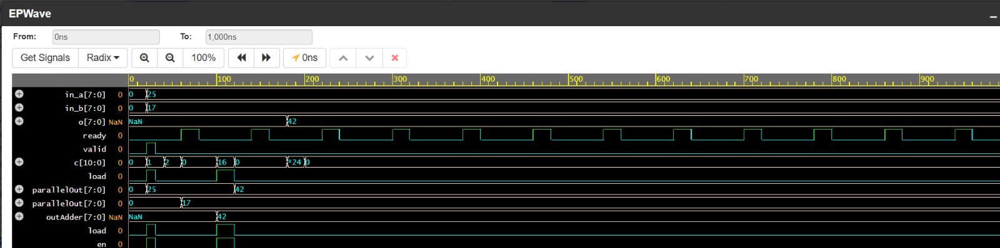 EPWave
From: 0ns To: 1,000ns
Get Signals Radix 100% 0ns
0 100 200 300 400 500 600 700 800 900
in_a[7:0] 0 0 25
in_b[7:0] 0 0 17
o[7:0] NaN NaN 42
ready 0
valid 0
c[10:0] 0 0 1 2 0 16 0 *24 0
load 0
parallelOut[7:0] 0 0 25 42
parallelOut[7:0] 0 0 17
outAdder[7:0] NaN NaN 42
load 0
en 0